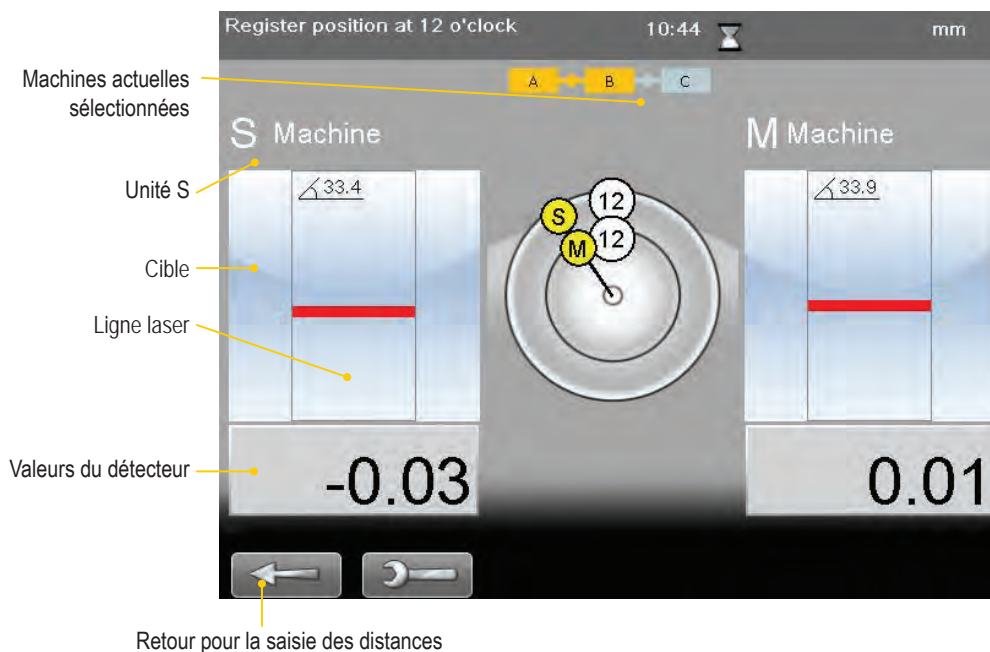 Register position at 12 o'clock 10:44 mm
Machines actuelles
sélectionnées
A B C
S Machine
M Machine
Unité S
33.4
33.9
S 12
M 12
Cible
Ligne laser
Valeurs du détecteur
-0.03
0.01
Retour pour la saisie des distances